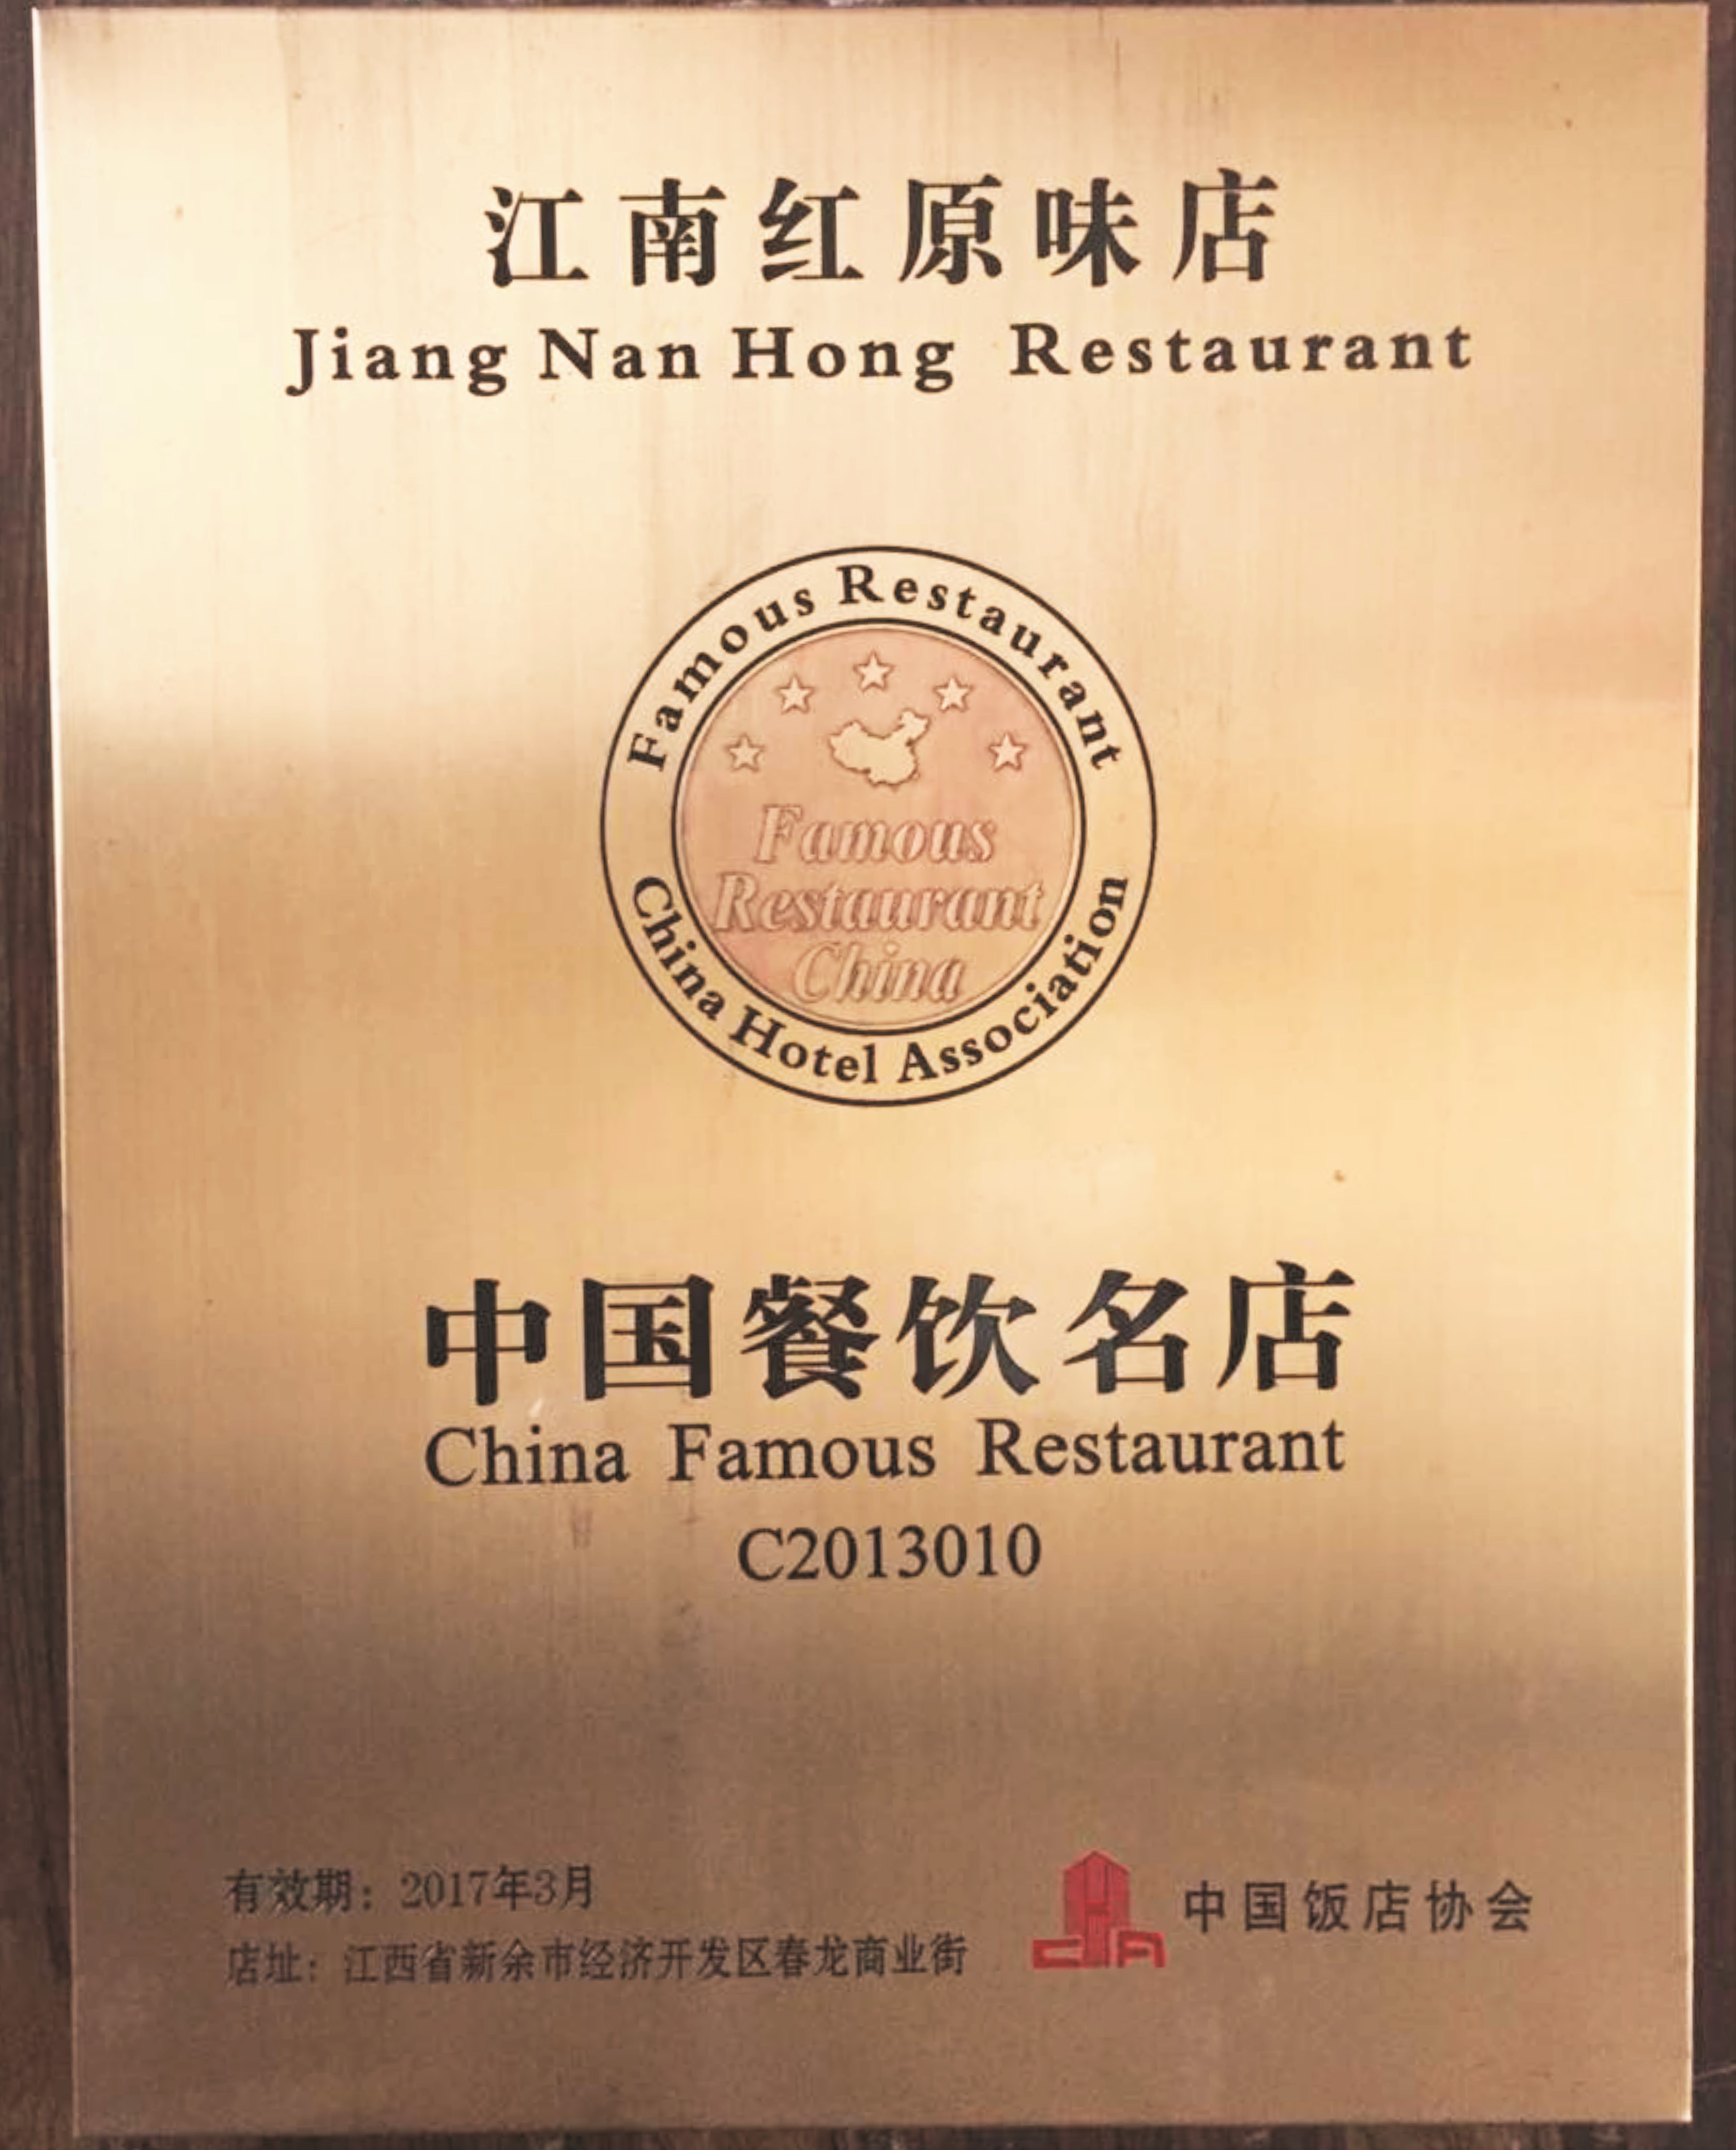 江南红原味店
Jiang Nan Hong Restaurant
Famous Restaurant
Famous
Restaurant
China
China Hotel Association
中国餐饮名店
China Famous Restaurant
C2013010
有效期：2017年3月
店址：江西省新余市经济开发区春龙商业街
CHA
中国饭店协会